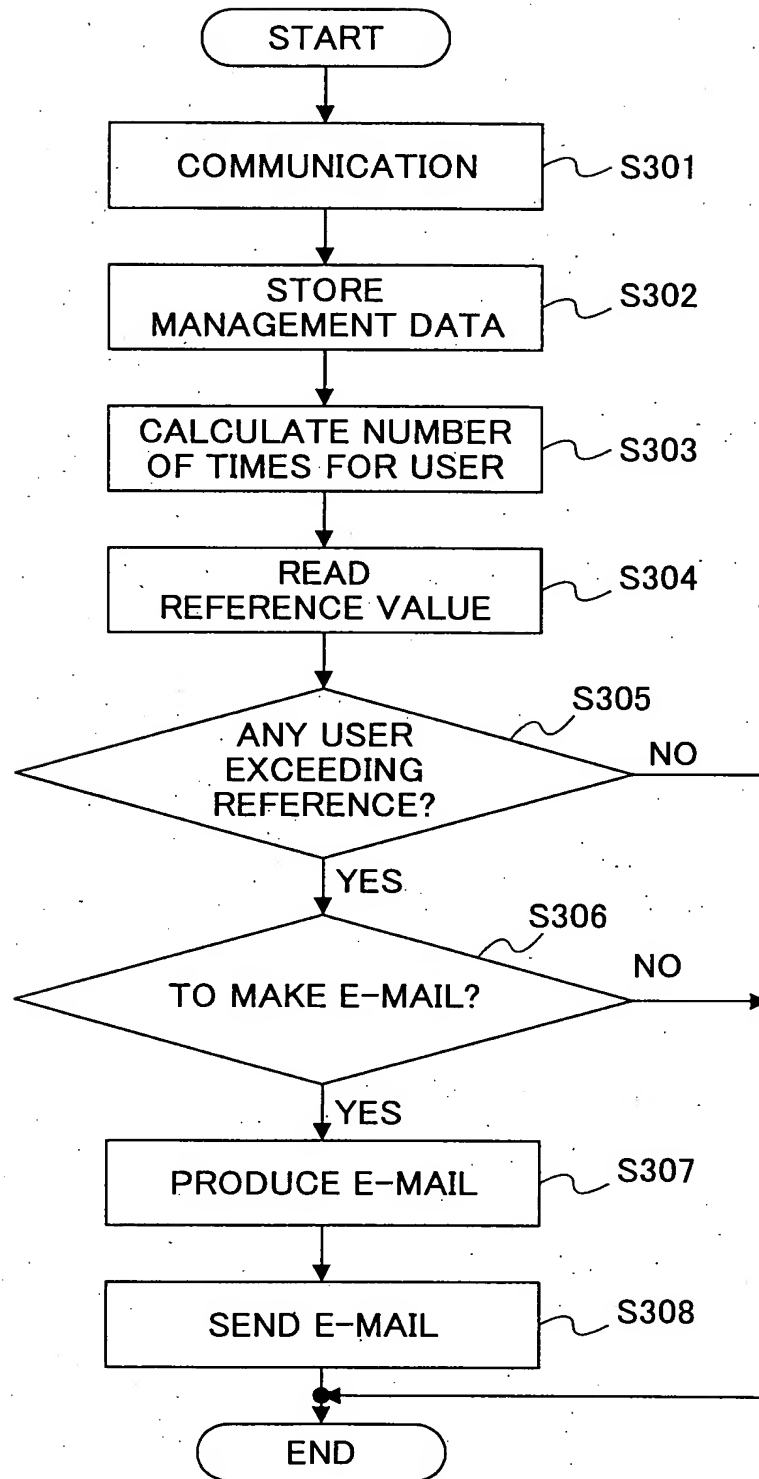 START
COMMUNICATION
S301
STORE
MANAGEMENT DATA
S302
CALCULATE NUMBER
OF TIMES FOR USER
S303
READ
REFERENCE VALUE
S304
S305
ANY USER
EXCEEDING
REFERENCE?
NO
YES
S306
TO MAKE E-MAIL?
NO
YES
PRODUCE E-MAIL
S307
SEND E-MAIL
S308
END